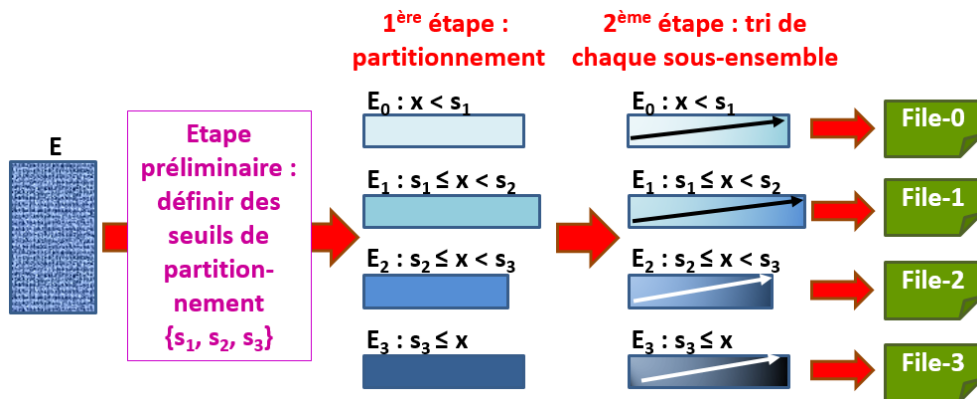 E
Etape
préliminaire :
définir des
seuils de
partition-
nement
{s₁, s₂, s₃}
1ère étape :
partitionnement
E₀ : x < s₁
E₁ : s₁ ≤ x < s₂
E₂ : s₂ ≤ x < s₃
E₃ : s₃ ≤ x
2ème étape : tri de
chaque sous-ensemble
E₀ : x < s₁
E₁ : s₁ ≤ x < s₂
E₂ : s₂ ≤ x < s₃
E₃ : s₃ ≤ x
File-0
File-1
File-2
File-3